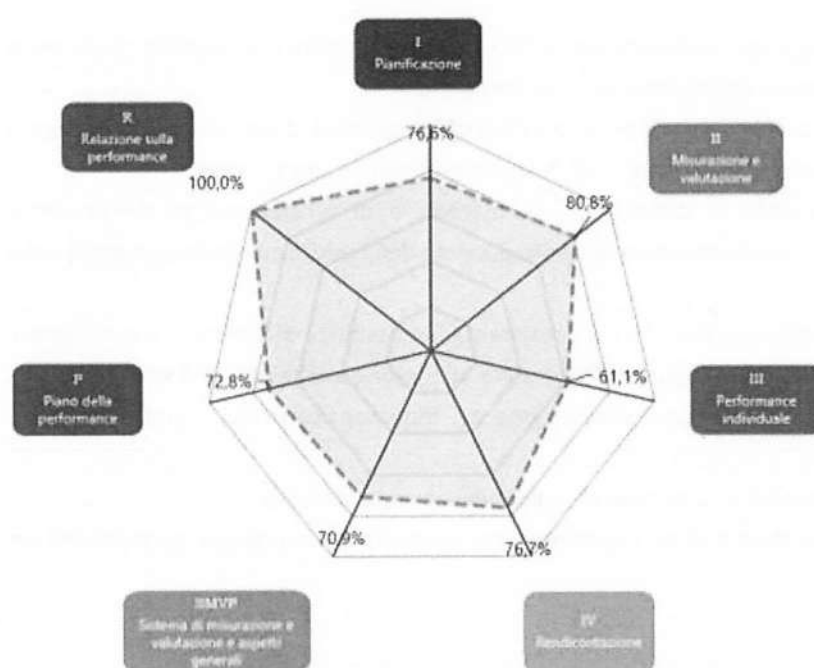 I
Pianificazione
76,6%
R
Relazione sulla
performance
100,0%
II
Misurazione e
valutazione
80,8%
P
Piano della
performance
72,8%
61,1%
III
Performance
individuale
70,9%
76,7%
SMVP
Sistema di misurazione e
valutazione e aspetti
generali
IV
Rendicontazione